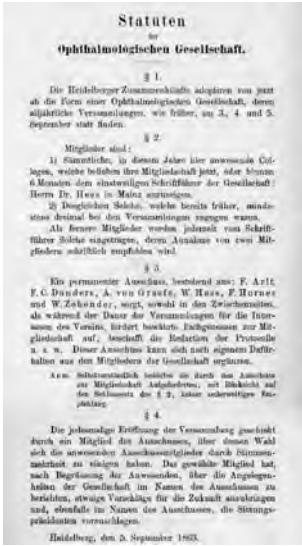 Statuten
der
Ophthalmologischen Gesellschaft.
§ 1.
Die Heidelberger Zusammenkünfte adoptiren von jetzt
ab die Form einer Ophthalmologischen Gesellschaft, deren
alljährliche Versammlungen, wie früher, am 3., 4. und 5.
September statt finden.
§ 2.
Mitglieder sind:
1) Sämmtliche, in diesem Jahre hier anwesende Col-
legen, welche belieben ihre Mitgliedschaft jetzt, oder binnen
6 Monaten dem einstweiligen Schriftführer der Gesellschaft:
Herrn Dr. Hess in Mainz anzuzeigen.
2) Desgleichen Solche, welche bereits früher, minde-
stens dreimal bei den Versammlungen zugegen waren.
Als fernere Mitglieder werden jederzeit vom Schrift-
führer Solche eingetragen, deren Annahme von zwei Mit-
gliedern schriftlich empfohlen wird.
§ 3.
Ein permanenter Ausschuss, bestehend aus: F. Arlt,
F. C. Donders, A. von Graefe, W. Hess, F. Horner
und W. Zehender, sorgt, sowohl in den Zwischenzeiten,
als während der Dauer der Versammlungen für die Inter-
essen des Vereins, fordert bewährte Fachgenossen zur Mit-
gliedschaft auf, beschafft die Redaction der Protocolle
u. s. w. Dieser Ausschuss kann sich nach eigenem Dafür-
halten aus den Mitgliedern der Gesellschaft ergänzen.
Anm. Selbstverständlich bedürfen die durch den Ausschuss
zur Mitgliedschaft Aufgeforderten, mit Rücksicht auf
den Schlusssatz des § 2, keiner anderweitigen Em-
pfehlung.
§ 4.
Die jedesmalige Eröffnung der Versammlung geschieht
durch ein Mitglied des Ausschusses, über dessen Wahl
sich die anwesenden Ausschussmitglieder durch Stimmen-
mehrheit zu einigen haben. Das gewählte Mitglied hat,
nach Begrüssung der Anwesenden, über die Angelegen-
heiten der Gesellschaft im Namen des Ausschusses zu
berichten, etwaige Vorschläge für die Zukunft anzubringen
und, ebenfalls im Namen des Ausschusses, die Sitzungs-
präsidenten vorzuschlagen.
Heidelberg, den 5. September 1863.